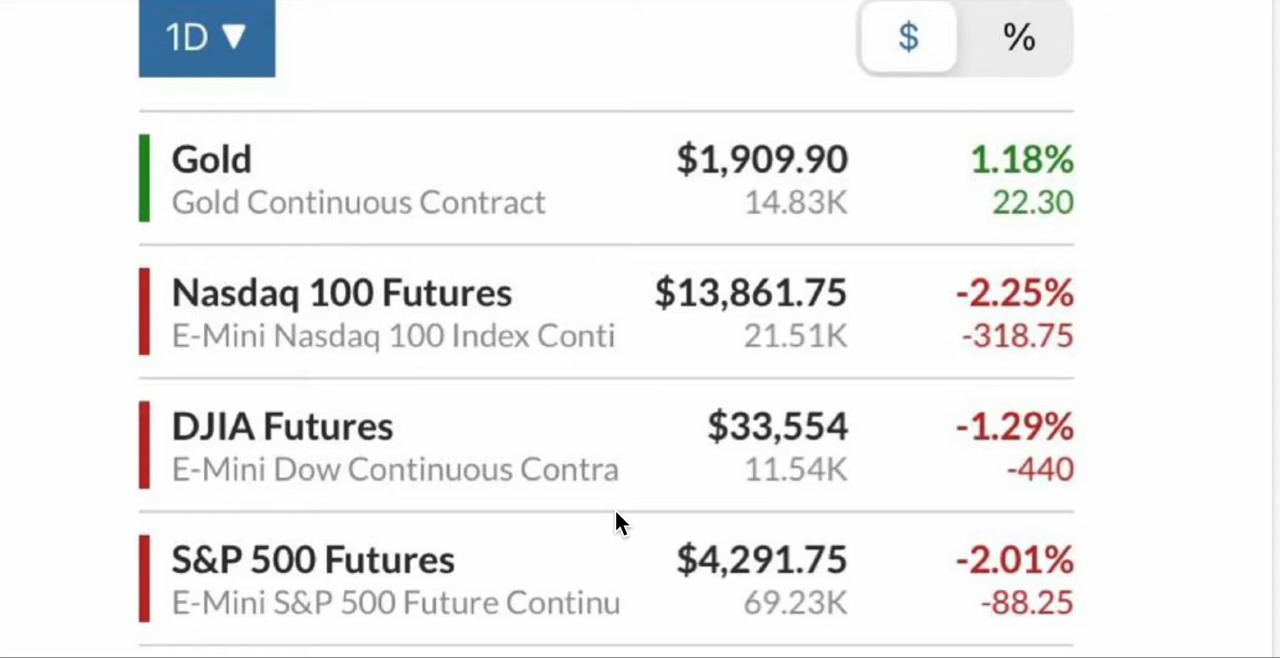 1D ▼ $ %
Gold $1,909.90 1.18%
Gold Continuous Contract 14.83K 22.30
Nasdaq 100 Futures $13,861.75 -2.25%
E-Mini Nasdaq 100 Index Conti 21.51K -318.75
DJIA Futures $33,554 -1.29%
E-Mini Dow Continuous Contra 11.54K -440
S&P 500 Futures $4,291.75 -2.01%
E-Mini S&P 500 Future Continu 69.23K -88.25